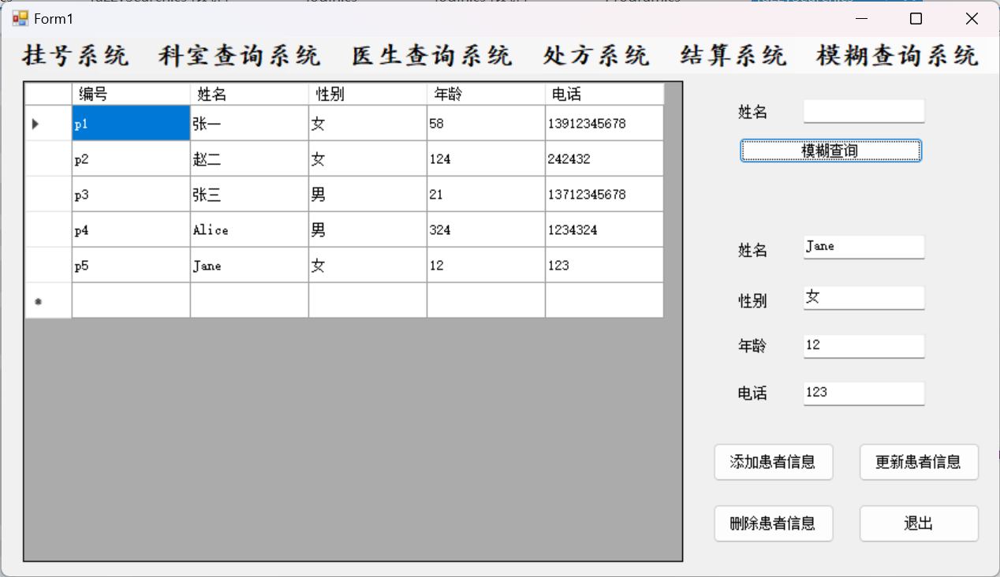 Form1
挂号系统 科室查询系统 医生查询系统 处方系统 结算系统 模糊查询系统
编号 姓名 性别 年龄 电话
p1 张一 女 58 13912345678
p2 赵二 女 124 242432
p3 张三 男 21 13712345678
p4 Alice 男 324 1234324
p5 Jane 女 12 123
姓名
模糊查询
姓名 Jane
性别 女
年龄 12
电话 123
添加患者信息 更新患者信息
删除患者信息 退出